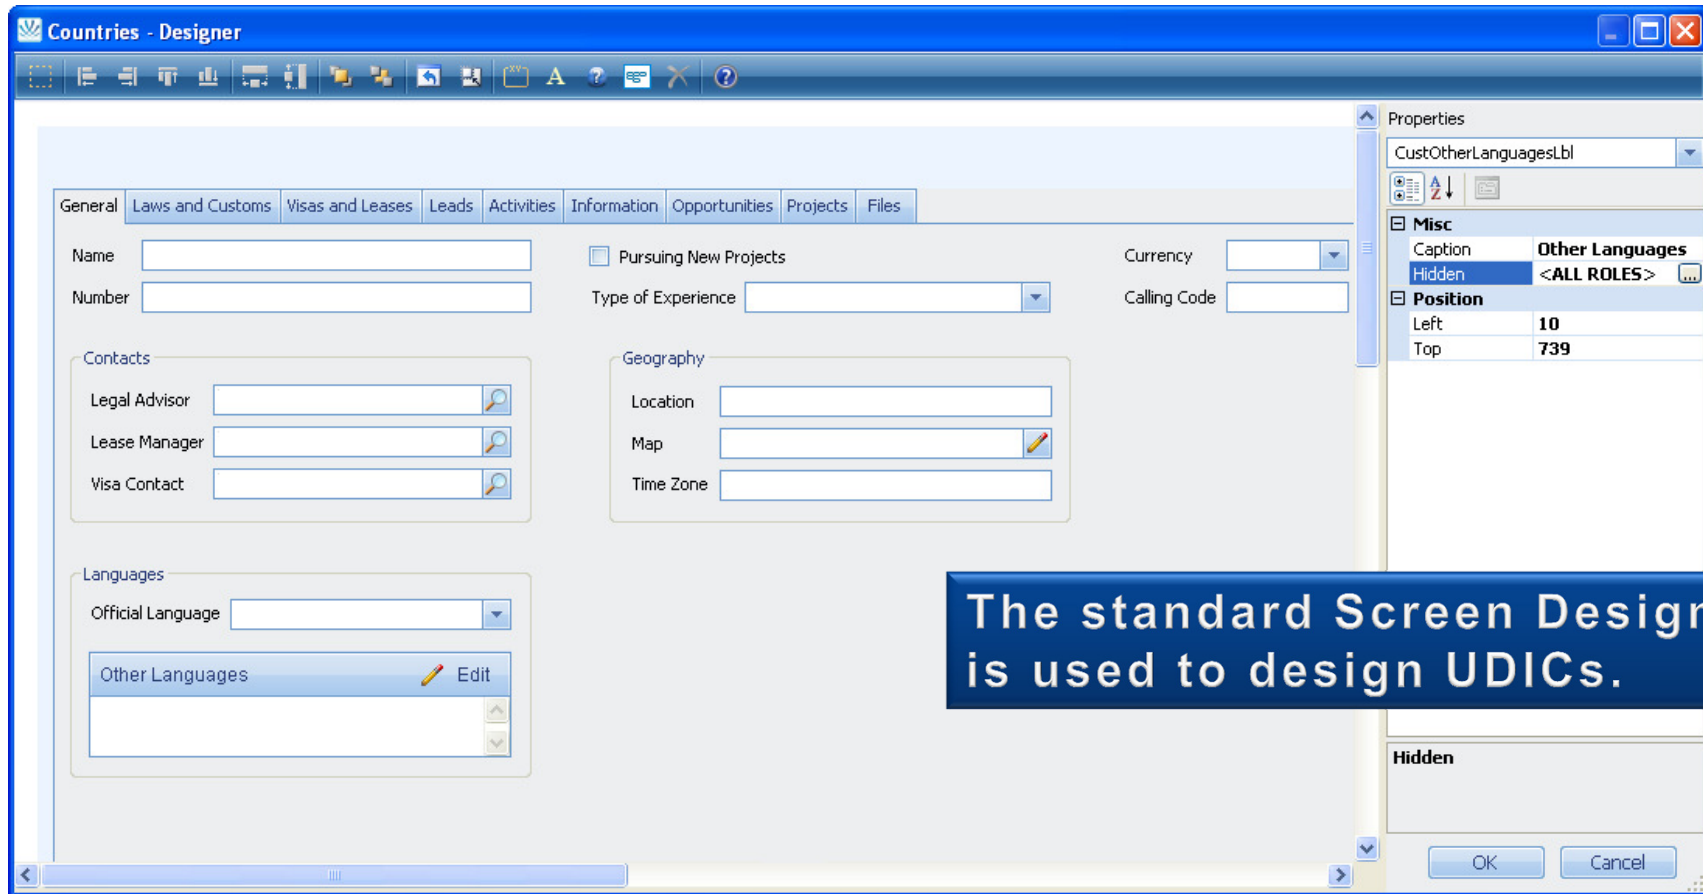 Countries - Designer
A
Properties
CustOtherLanguagesLbl
General Laws and Customs Visas and Leases Leads Activities Information Opportunities Projects Files
Misc
Caption Other Languages
Hidden <ALL ROLES> ...
Position
Left 10
Top 739
Name Pursuing New Projects Currency
Number Type of Experience Calling Code
Contacts Geography
Legal Advisor Location
Lease Manager Map
Visa Contact Time Zone
Languages
Official Language
Other Languages Edit
The standard Screen Design
is used to design UDICs.
Hidden
OK Cancel